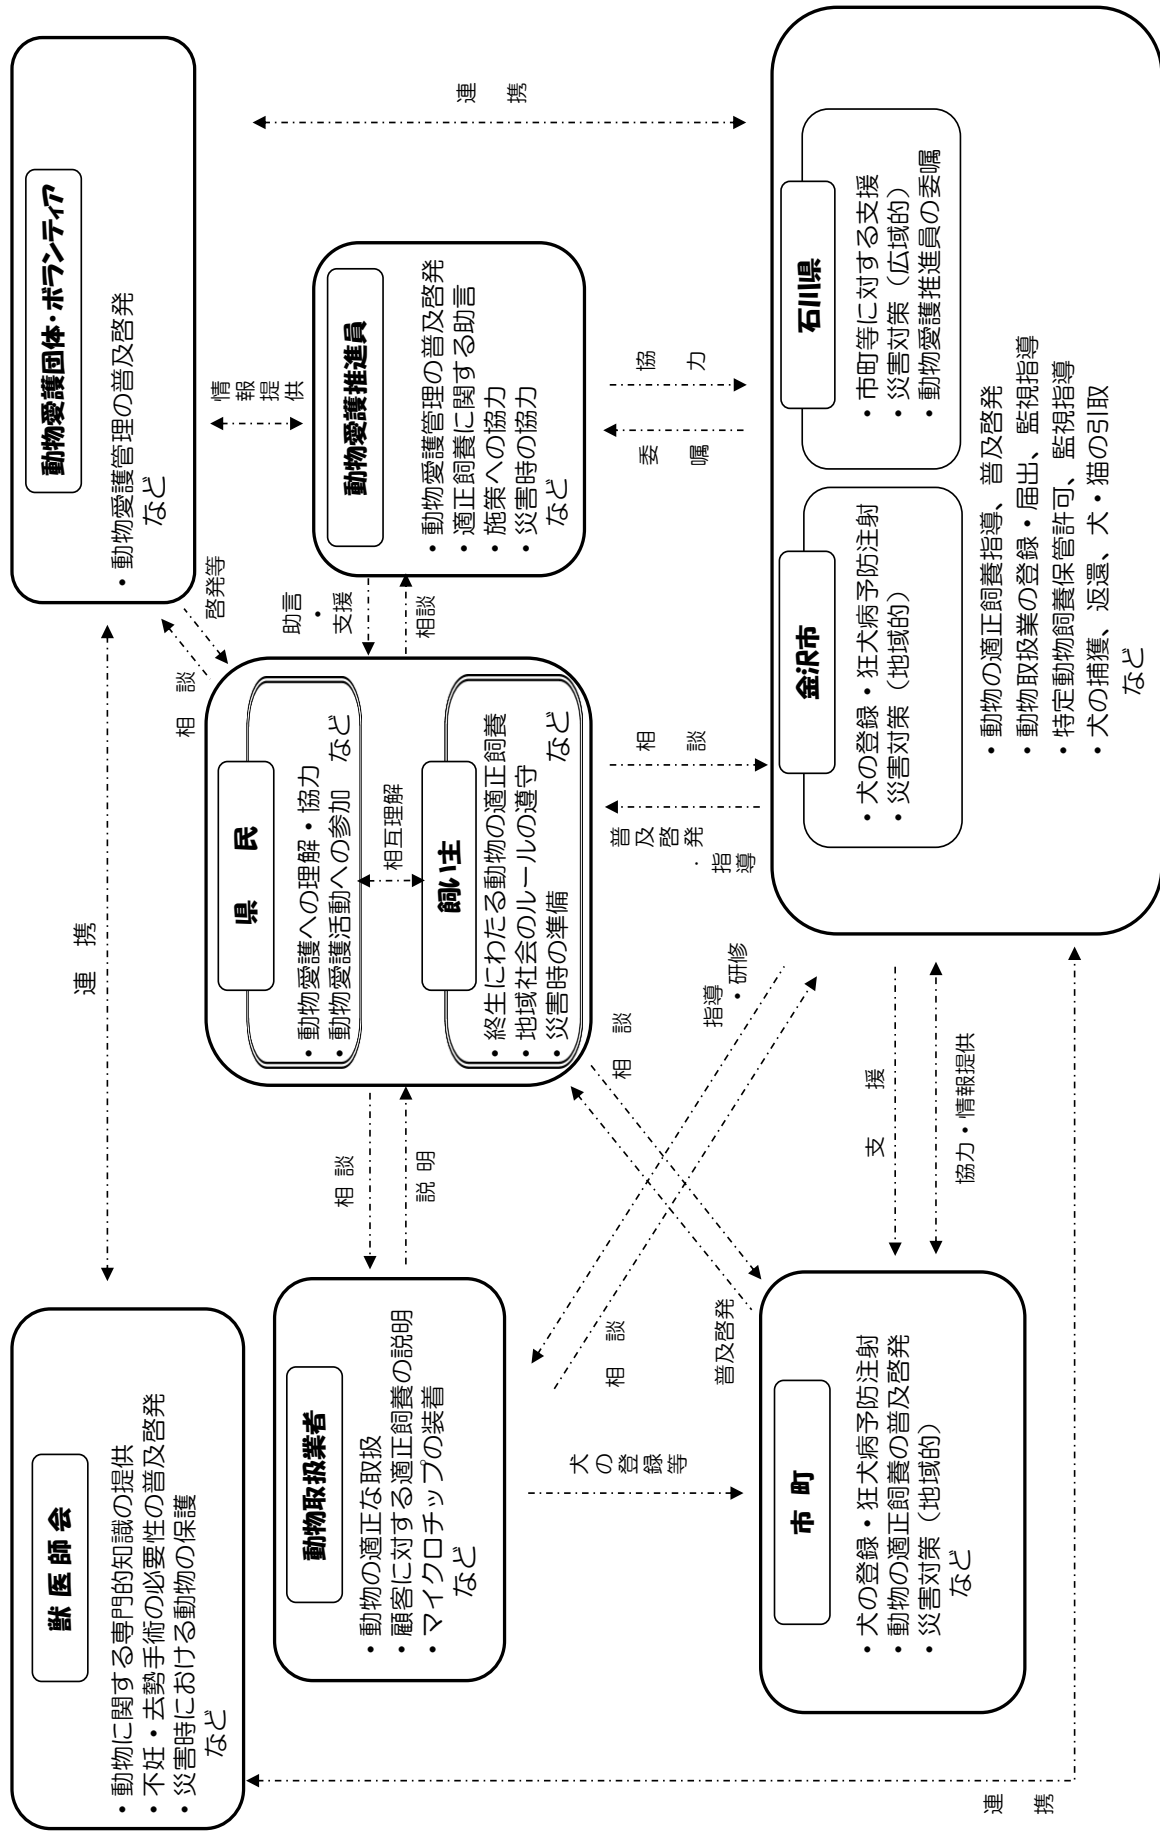 獣医師会
・動物に関する専門的知識の提供
・不妊・去勢手術の必要性の普及啓発
・災害時における動物の保護
など
連携
動物愛護団体・ボランティア
・動物愛護管理の普及啓発
など
相談
啓発等
情報
提供
連携
県民
・動物愛護への理解・協力
・動物愛護活動への参加 など
相互理解
飼い主
・終生にわたる動物の適正飼養
・地域社会のルールの遵守
・災害時の準備 など
助言
・
支援
相談
動物愛護推進員
・動物愛護管理の普及啓発
・適正飼養に関する助言
・施策への協力
・災害時の協力
など
委嘱
協力
動物取扱業者
・動物の適正な取扱
・顧客に対する適正飼養の説明
・マイクロチップの装着
など
相談
説明
犬の登録等
相談
指導
・研修
相談
普及啓発
普及啓発
・指導
相談
市町
・犬の登録・狂犬病予防注射
・動物の適正飼養の普及啓発
・災害対策（地域的）
など
支援
協力・情報提供
金沢市
・犬の登録・狂犬病予防注射
・災害対策（地域的）
石川県
・市町等に対する支援
・災害対策（広域的）
・動物愛護推進員の委嘱
・動物の適正飼養指導、普及啓発
・動物取扱業の登録・届出、監視指導
・特定動物飼養保管許可、監視指導
・犬の捕獲、返還、犬・猫の引取
など
連携